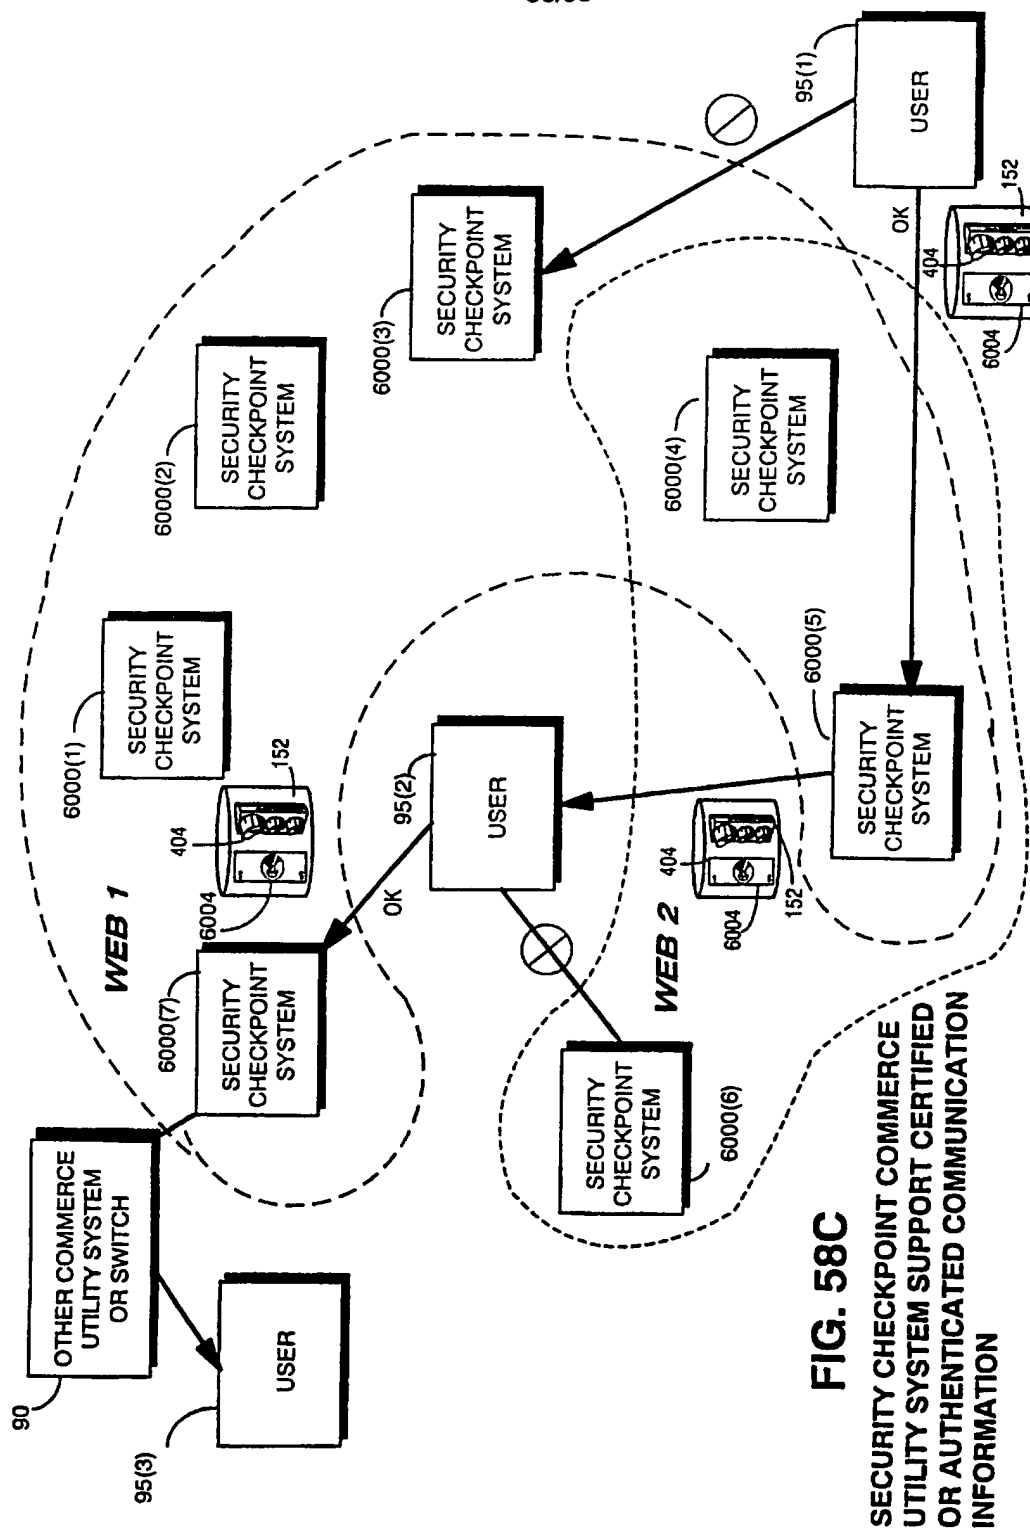 90
OTHER COMMERCE
UTILITY SYSTEM
OR SWITCH
95(3)
USER
6000(7)
SECURITY
CHECKPOINT
SYSTEM
WEB 1
6000(1)
SECURITY
CHECKPOINT
SYSTEM
404
152
6004
6000(2)
SECURITY
CHECKPOINT
SYSTEM
6000(3)
SECURITY
CHECKPOINT
SYSTEM
95(1)
USER
OK
404
152
6004
95(2)
USER
OK
6000(6)
SECURITY
CHECKPOINT
SYSTEM
WEB 2
404
6004
152
6000(5)
SECURITY
CHECKPOINT
SYSTEM
6000(4)
SECURITY
CHECKPOINT
SYSTEM
FIG. 58C
SECURITY CHECKPOINT COMMERCE
UTILITY SYSTEM SUPPORT CERTIFIED
OR AUTHENTICATED COMMUNICATION
INFORMATION